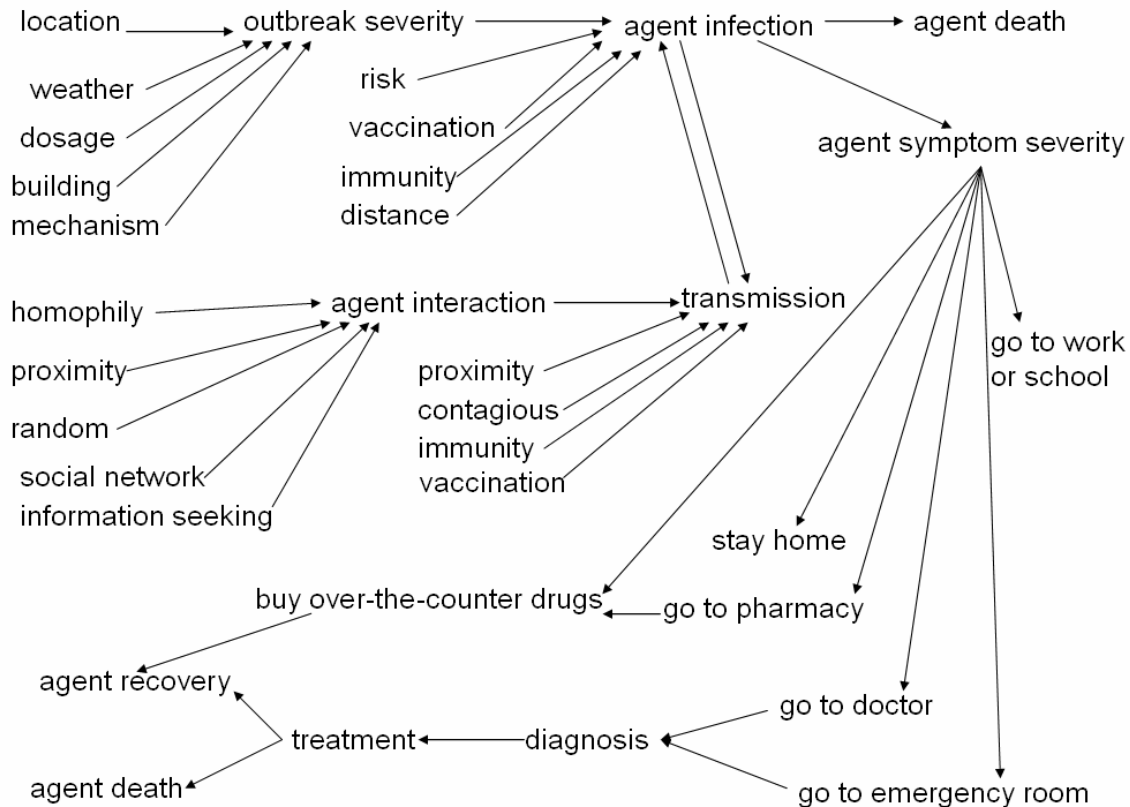 location
outbreak severity
agent infection
agent death
weather
risk
dosage
vaccination
agent symptom severity
building
immunity
mechanism
distance
homophily
agent interaction
transmission
go to work
or school
proximity
proximity
random
contagious
social network
immunity
information seeking
vaccination
stay home
buy over-the-counter drugs
go to pharmacy
agent recovery
go to doctor
treatment
diagnosis
agent death
go to emergency room